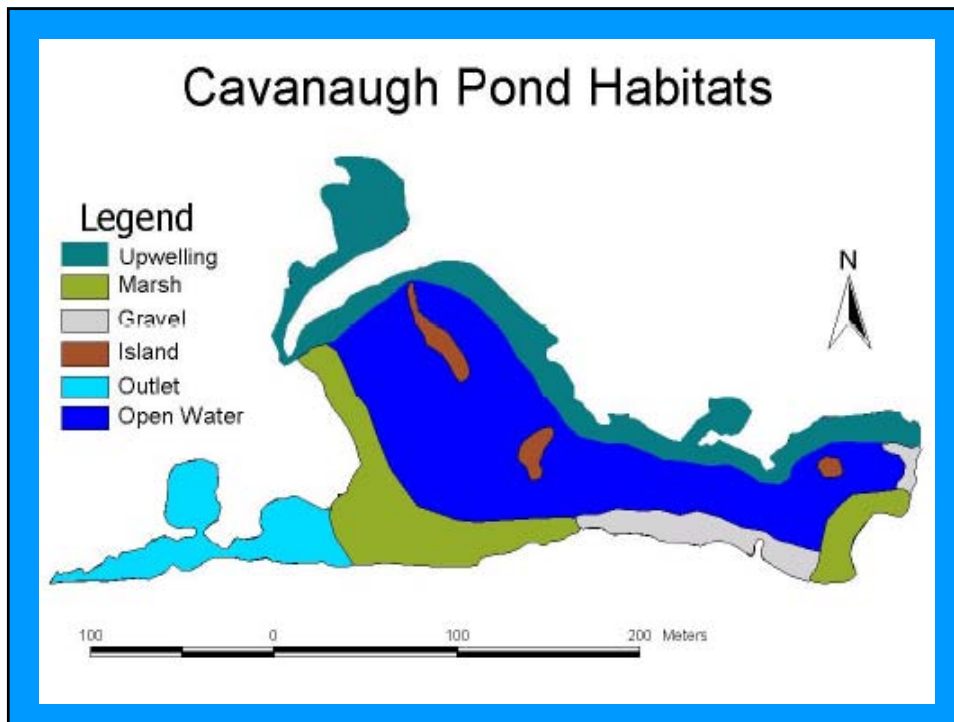 Cavanaugh Pond Habitats
Legend
Upwelling
Marsh
Gravel
Island
Outlet
Open Water
N
100 0 100 200 Meters